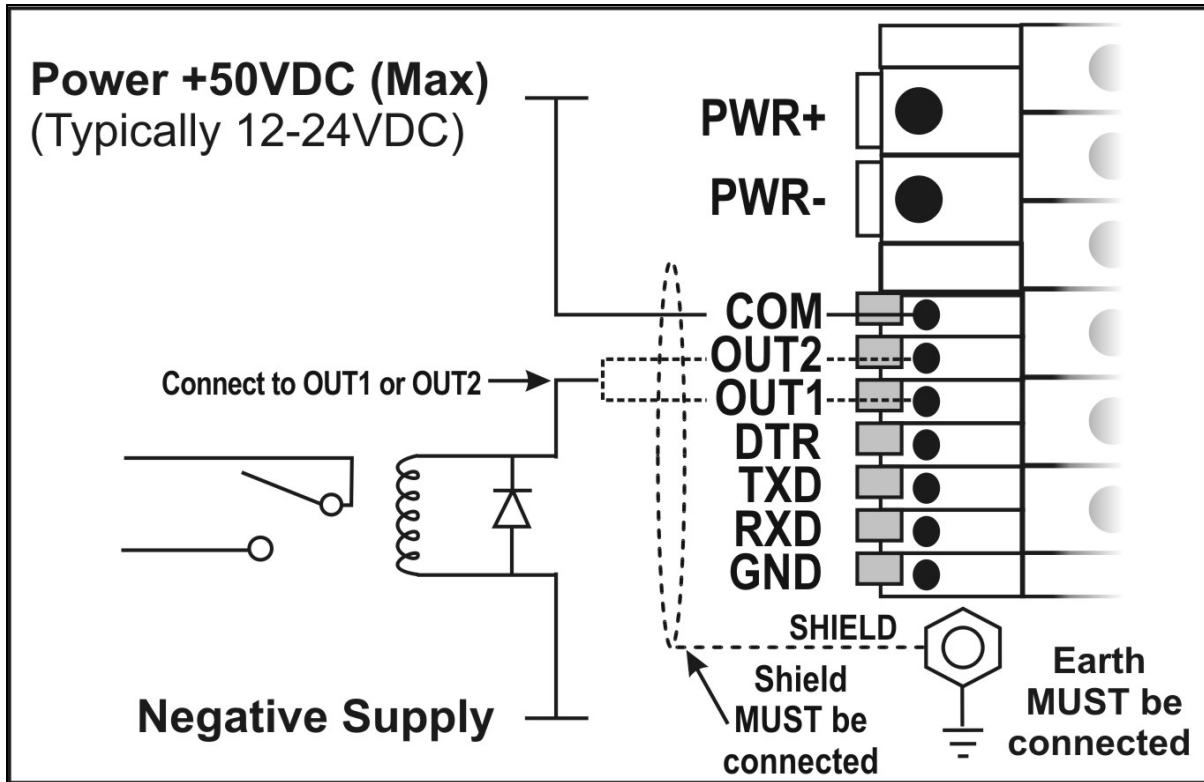 Power +50VDC (Max)
(Typically 12-24VDC)
PWR+
PWR-
COM
OUT2
Connect to OUT1 or OUT2
OUT1
DTR
TXD
RXD
GND
SHIELD
Shield
MUST be
connected
Earth
MUST be
connected
Negative Supply